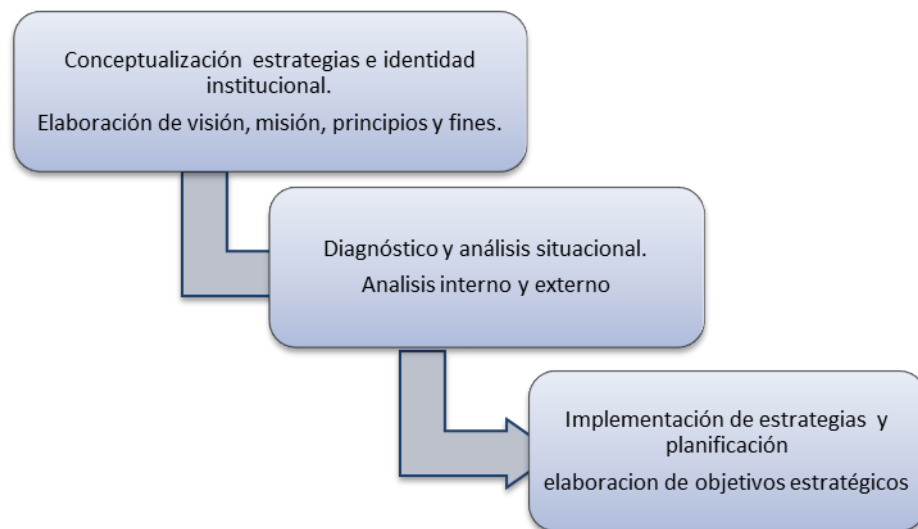 Conceptualización estrategias e identidad
institucional.
Elaboración de visión, misión, principios y fines.
Diagnóstico y análisis situacional.
Analisis interno y externo
Implementación de estrategias y
planificación
elaboracion de objetivos estratégicos